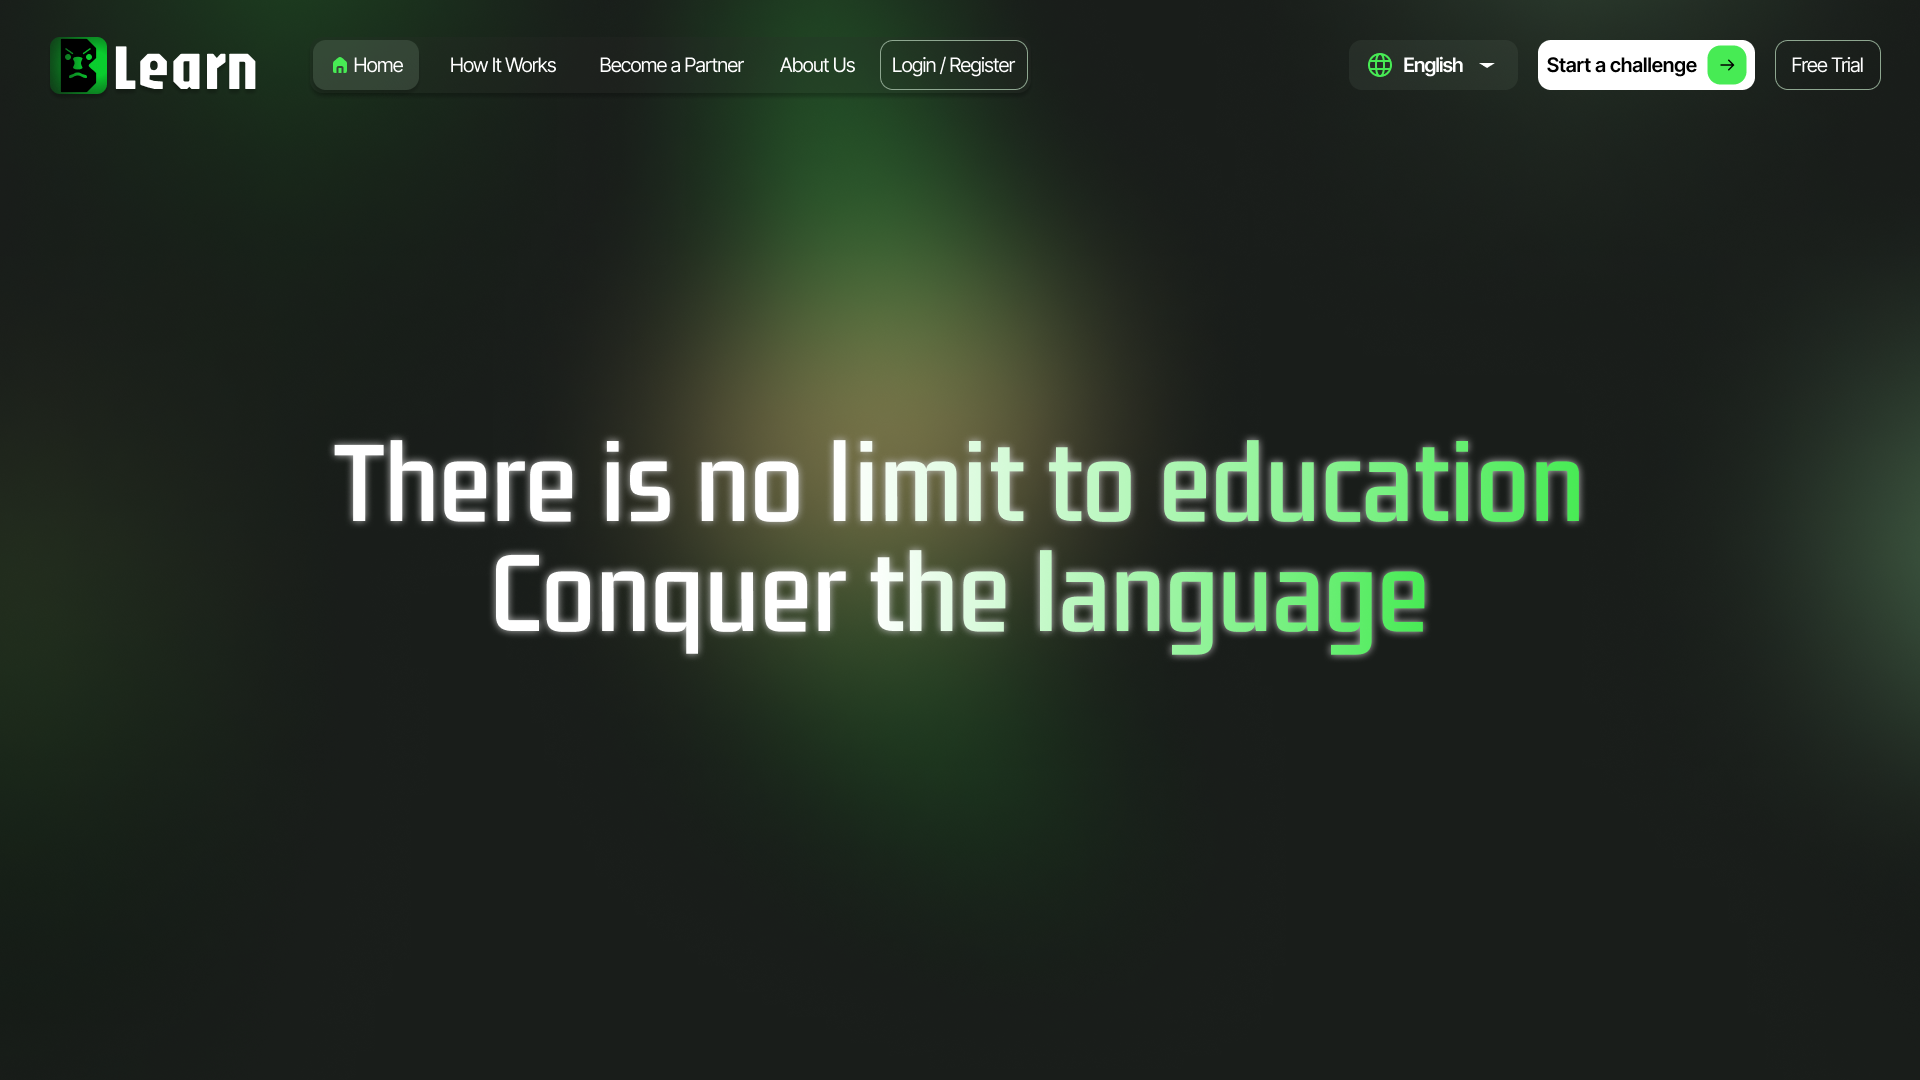 Learn
Home
How It Works
Become a Partner
About Us
Login / Register
English
Start a challenge
Free Trial
There is no limit to education
Conquer the language